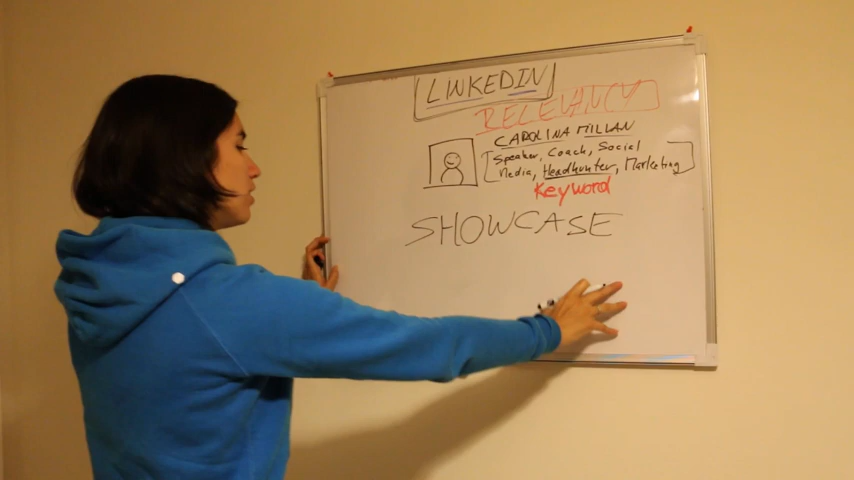 LINKEDIN
RELEVANCY
CAROLINA MILLAN
Speaker, Coach, Social
Media, Headhunter, Marketing
Keyword
SHOWCASE